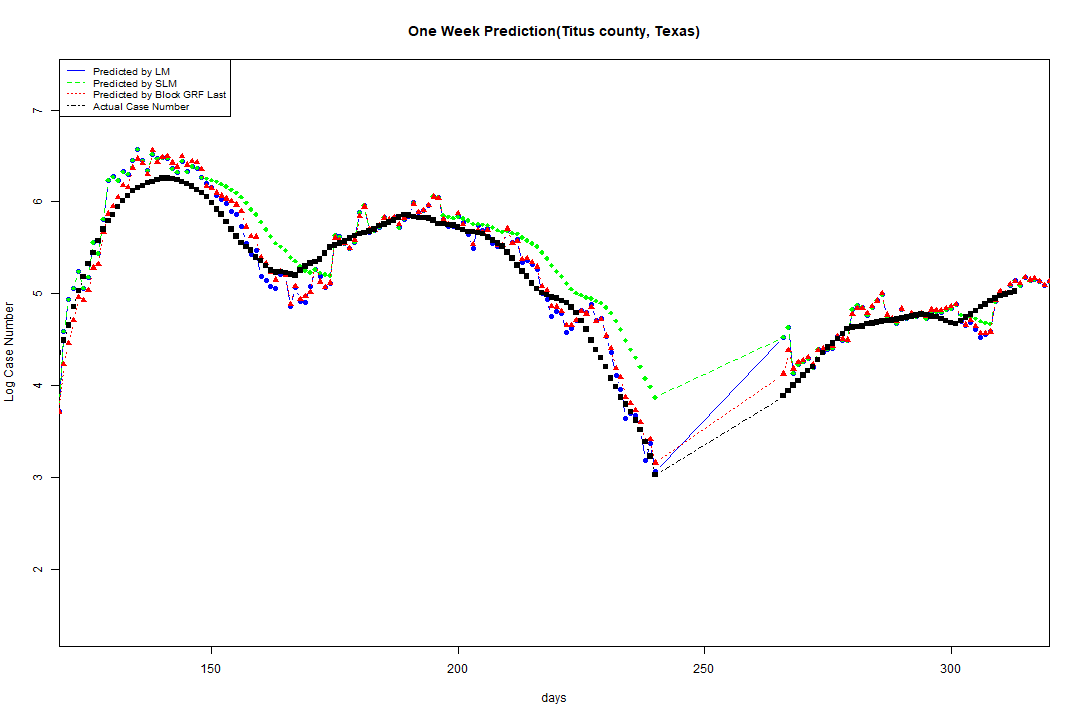 One Week Prediction(Titus county, Texas)
Predicted by LM
Predicted by SLM
Predicted by Block GRF Last
Actual Case Number
7
6
5
4
3
2
Log Case Number
150 200 250 300
days